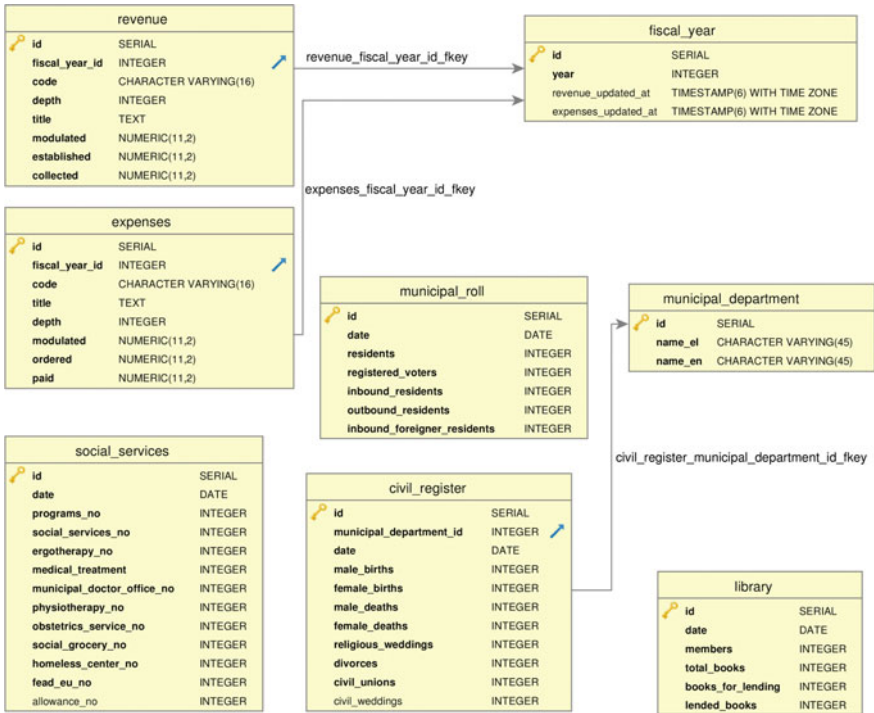 revenue
id SERIAL
fiscal_year_id INTEGER
code CHARACTER VARYING(16)
depth INTEGER
title TEXT
modulated NUMERIC(11,2)
established NUMERIC(11,2)
collected NUMERIC(11,2)
revenue_fiscal_year_id_fkey
fiscal_year
id SERIAL
year INTEGER
revenue_updated_at TIMESTAMP(6) WITH TIME ZONE
expenses_updated_at TIMESTAMP(6) WITH TIME ZONE
expenses_fiscal_year_id_fkey
expenses
id SERIAL
fiscal_year_id INTEGER
code CHARACTER VARYING(16)
title TEXT
depth INTEGER
modulated NUMERIC(11,2)
ordered NUMERIC(11,2)
paid NUMERIC(11,2)
municipal_roll
id SERIAL
date DATE
residents INTEGER
registered_voters INTEGER
inbound_residents INTEGER
outbound_residents INTEGER
inbound_foreigner_residents INTEGER
municipal_department
id SERIAL
name_el CHARACTER VARYING(45)
name_en CHARACTER VARYING(45)
social_services
id SERIAL
date DATE
programs_no INTEGER
social_services_no INTEGER
ergotherapy_no INTEGER
medical_treatment INTEGER
municipal_doctor_office_no INTEGER
physiotherapy_no INTEGER
obstetrics_service_no INTEGER
social_grocery_no INTEGER
homeless_center_no INTEGER
fead_eu_no INTEGER
allowance_no INTEGER
civil_register
id SERIAL
municipal_department_id INTEGER
date DATE
male_births INTEGER
female_births INTEGER
male_deaths INTEGER
female_deaths INTEGER
religious_weddings INTEGER
divorces INTEGER
civil_unions INTEGER
civil_weddings INTEGER
civil_register_municipal_department_id_fkey
library
id SERIAL
date DATE
members INTEGER
total_books INTEGER
books_for_lending INTEGER
lended_books INTEGER